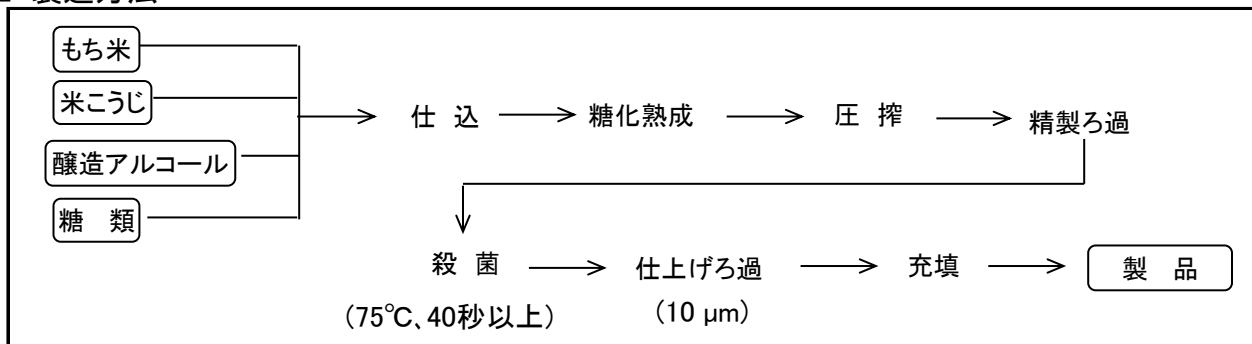 もち米
米こうじ
醸造アルコール
糖　類
仕　込
糖化熟成
圧　搾
精製ろ過
殺　菌
（75℃、40秒以上）
仕上げろ過
（10 μm）
充填
製　品